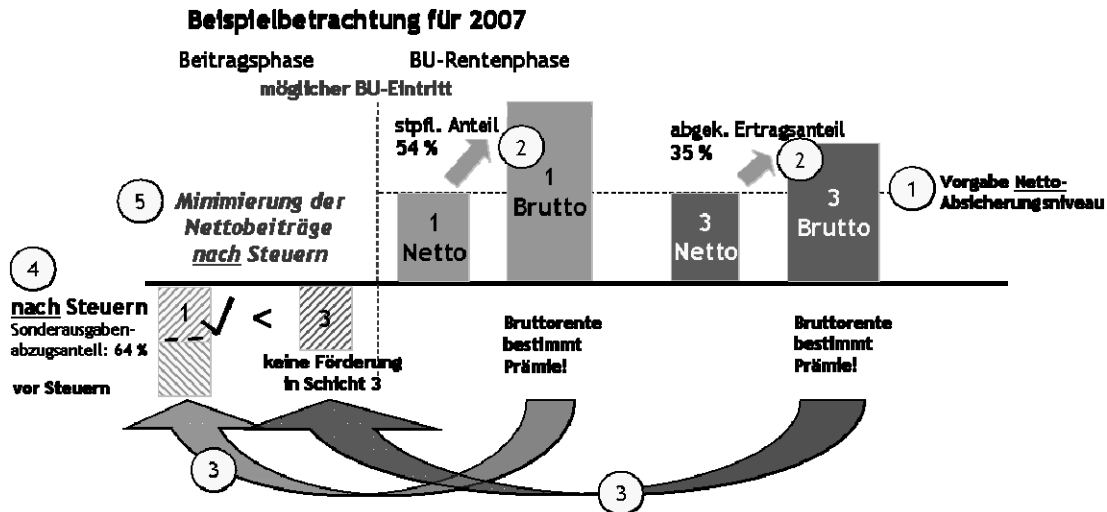 Beispielbetrachtung für 2007
Beitragsphase
BU-Rentenphase
möglicher BU-Eintritt
stpfl. Anteil
54 %
2
abgek. Ertragsanteil
35 %
2
1
Brutto
3
Brutto
1
Netto
3
Netto
1
Vorgabe Netto-
Absicherungsniveau
5
Minimierung der
Nettobeiträge
nach Steuern
4
nach Steuern
Sonderausgaben-
abzugsanteil: 64 %
vor Steuern
1
<
3
keine Förderung
in Schicht 3
Bruttorente
bestimmt
Prämie!
Bruttorente
bestimmt
Prämie!
3
3